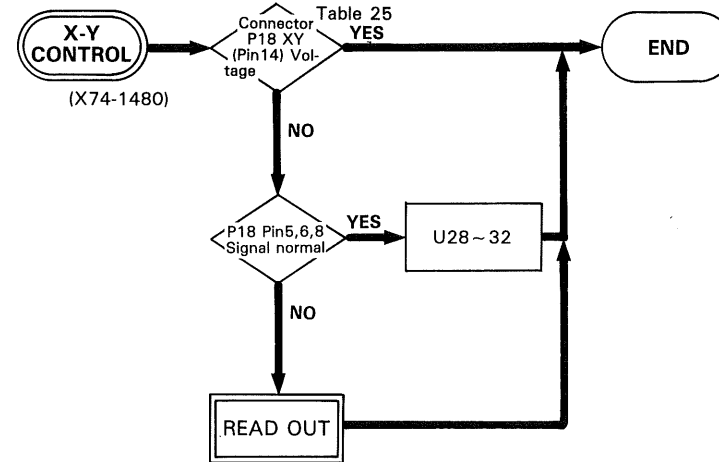 X-Y
CONTROL
(X74-1480)
Table 25
Connector
P18 XY
(Pin14) Vol-
tage
YES
END
NO
P18 Pin5,6,8
Signal normal
YES
U28~32
NO
READ OUT